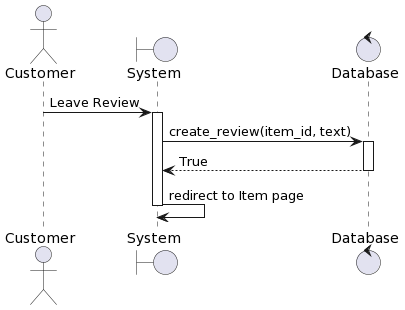 Customer System Database
Leave Review
create_review(item_id, text)
True
redirect to Item page
Customer System Database